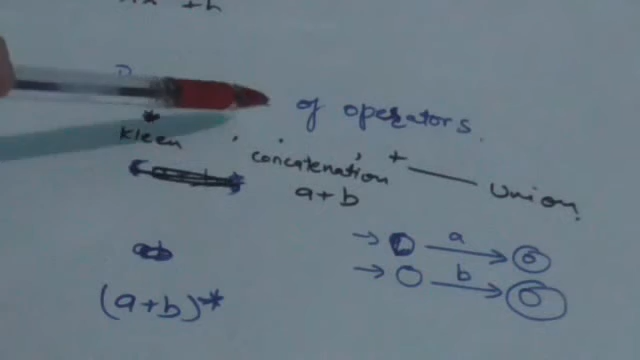 +h
of operators.
*
kleen . concatenation , + — Union.
a+b
→ a →
→ b →
(a+b)*